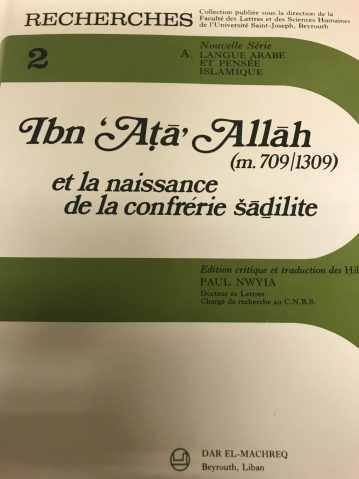 RECHERCHES
Collection publiée sous la direction de la
Faculté des Lettres et des Sciences Humaines
de l'Université Saint-Joseph, Beyrouth
2
Nouvelle Série
A. LANGUE ARABE
ET PENSÉE
ISLAMIQUE
Ibn ‘Aṭā’ Allāh
(m. 709/1309)
et la naissance
de la confrérie šāḏilite
Edition critique et traduction des Ḥik
PAUL NWYIA
Docteur ès Lettres
Chargé de recherche au C.N.R.S.
DAR EL-MACHREQ
Beyrouth, Liban